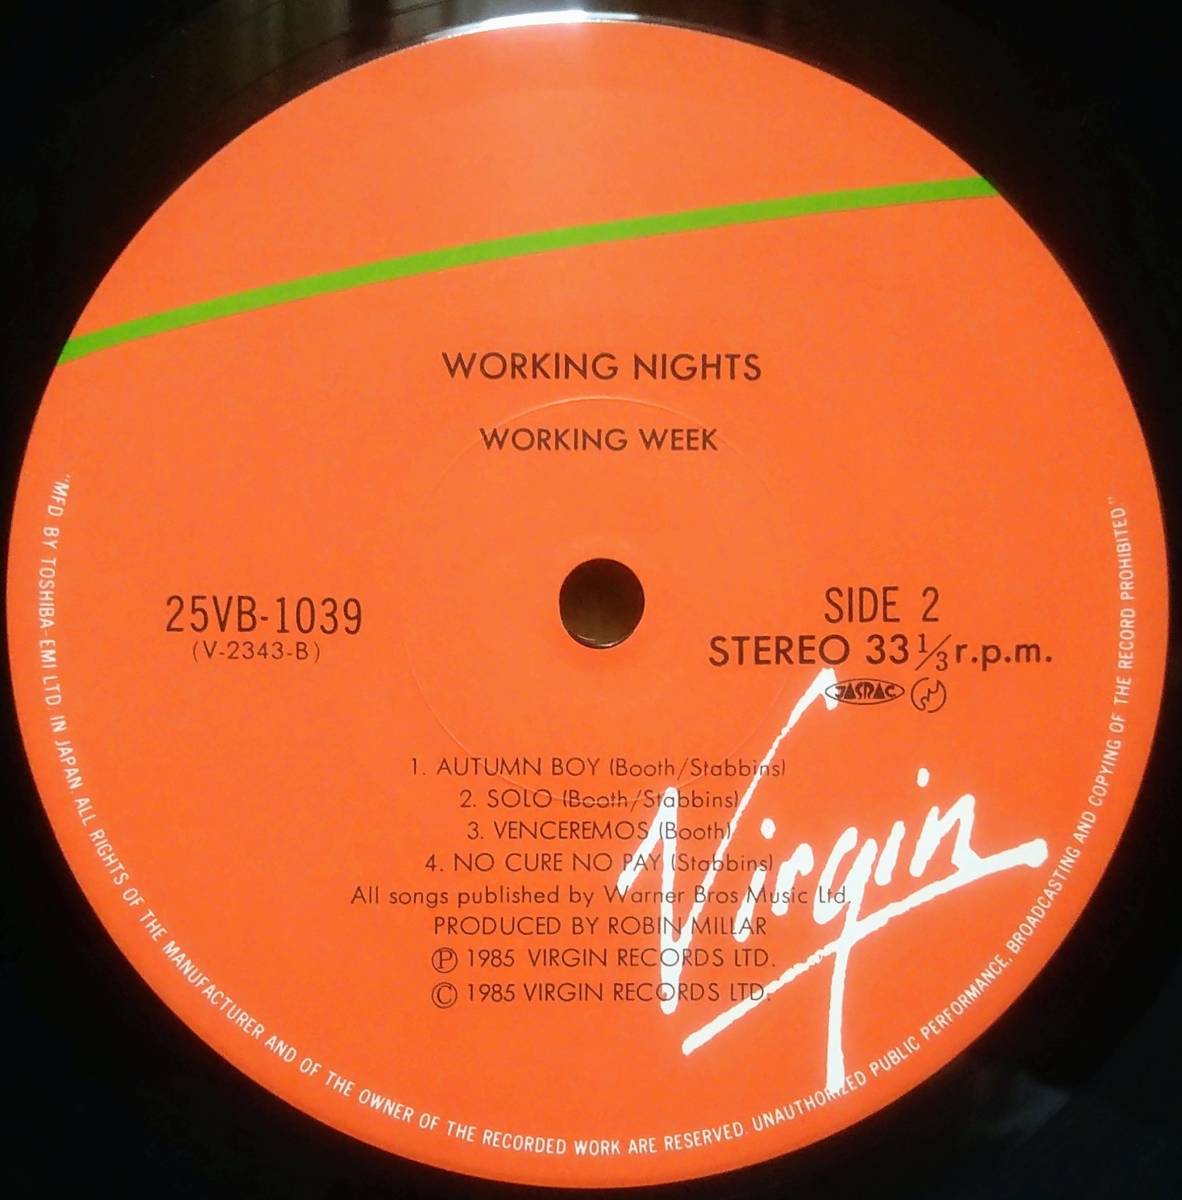 WORKING NIGHTS
WORKING WEEK
25VB-1039
(V-2343-B)
SIDE 2
STEREO 33 1/3 r.p.m.
JASRAC
1. AUTUMN BOY (Booth/Stabbins)
2. SOLO (Booth/Stabbins)
3. VENCEREMOS (Booth)
4. NO CURE NO PAY (Stabbins)
All songs published by Warner Bros Music Ltd.
PRODUCED BY ROBIN MILLAR
Ⓟ 1985 VIRGIN RECORDS LTD.
© 1985 VIRGIN RECORDS LTD.
Virgin
"MFD. BY TOSHIBA-EMI LTD. IN JAPAN. ALL RIGHTS OF THE MANUFACTURER AND OF THE OWNER OF THE RECORDED WORK ARE RESERVED. UNAUTHORIZED PUBLIC PERFORMANCE, BROADCASTING AND COPYING OF THE RECORD PROHIBITED."